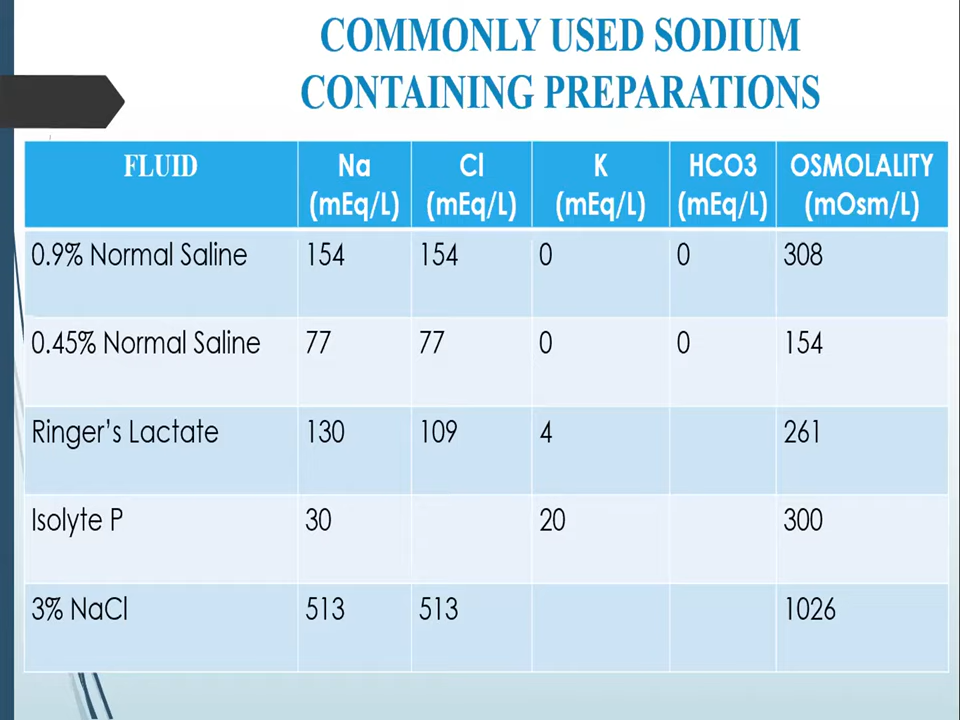 COMMONLY USED SODIUM
CONTAINING PREPARATIONS
FLUID Na (mEq/L) Cl (mEq/L) K (mEq/L) HCO3 (mEq/L) OSMOLALITY (mOsm/L)
0.9% Normal Saline 154 154 0 0 308
0.45% Normal Saline 77 77 0 0 154
Ringer's Lactate 130 109 4 261
Isolyte P 30 20 300
3% NaCl 513 513 1026